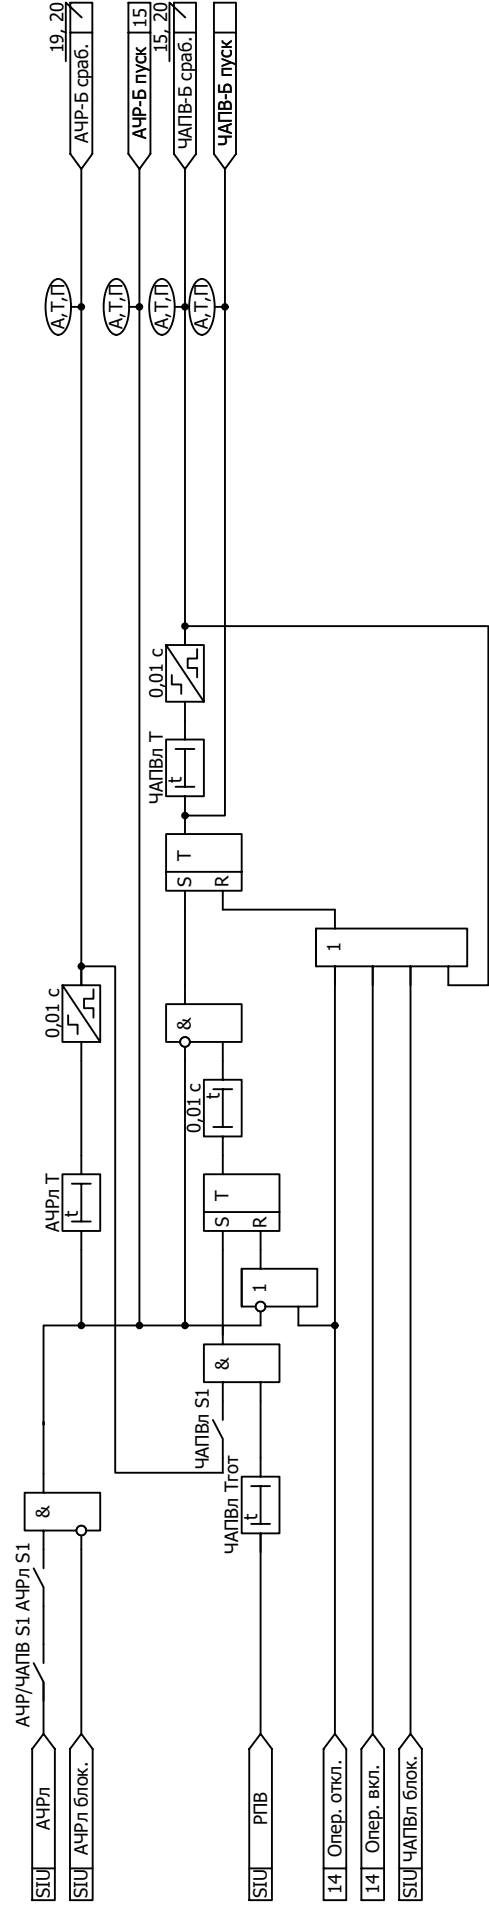 SIU АЧРл
АЧР/ЧАПВ S1 АЧРл S1
&
SIU АЧРл блок.
АЧРл Т
t
0,01 с
А,Т,П
АЧР-Б сраб.
19, 20
А,Т,П
АЧР-Б пуск 15
ЧАПВл S1
&
S T
R
0,01 с
t
&
S T
R
ЧАПВл Т
t
0,01 с
А,Т,П
ЧАПВ-Б сраб.
15, 20
А,Т,П
ЧАПВ-Б пуск
SIU РПВ
ЧАПВл Тгот
t
1
14 Опер. откл.
1
14 Опер. вкл.
SIU ЧАПВл блок.